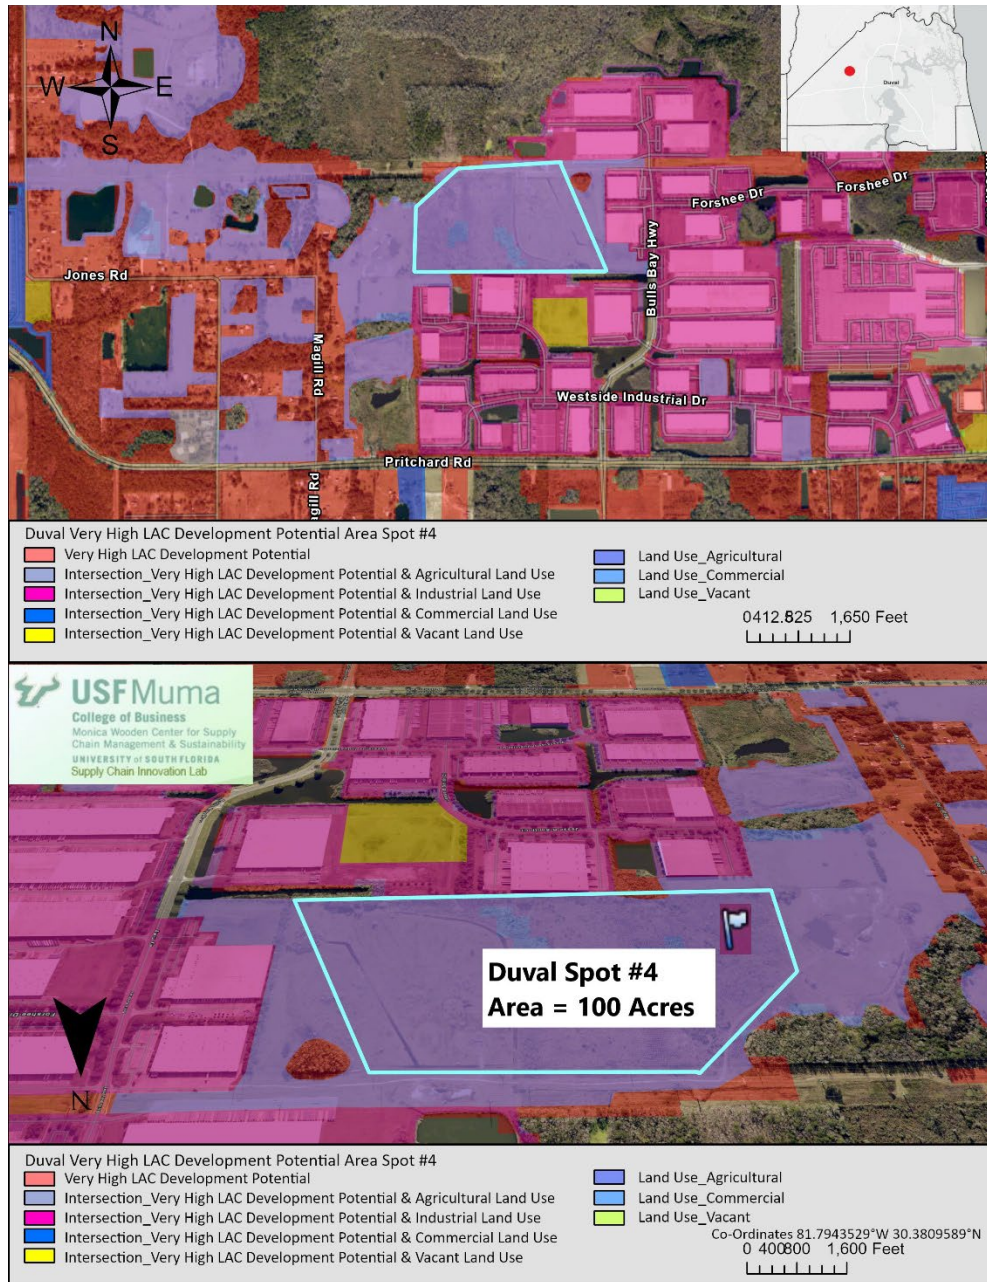 N
W E
S
Duval
Forshee Dr
Forshee Dr
Bulls Bay Hwy
Jones Rd
Magill Rd
Westside Industrial Dr
Pritchard Rd
agill Rd
Duval Very High LAC Development Potential Area Spot #4
Very High LAC Development Potential
Intersection_Very High LAC Development Potential & Agricultural Land Use
Intersection_Very High LAC Development Potential & Industrial Land Use
Intersection_Very High LAC Development Potential & Commercial Land Use
Intersection_Very High LAC Development Potential & Vacant Land Use
Land Use_Agricultural
Land Use_Commercial
Land Use_Vacant
0412.5825 1,650 Feet
USF Muma
College of Business
Monica Wooden Center for Supply
Chain Management & Sustainability
UNIVERSITY of SOUTH FLORIDA
Supply Chain Innovation Lab
Duval Spot #4
Area = 100 Acres
N
Duval Very High LAC Development Potential Area Spot #4
Very High LAC Development Potential
Intersection_Very High LAC Development Potential & Agricultural Land Use
Intersection_Very High LAC Development Potential & Industrial Land Use
Intersection_Very High LAC Development Potential & Commercial Land Use
Intersection_Very High LAC Development Potential & Vacant Land Use
Land Use_Agricultural
Land Use_Commercial
Land Use_Vacant
Co-Ordinates 81.7943529°W 30.3809589°N
0 400800 1,600 Feet